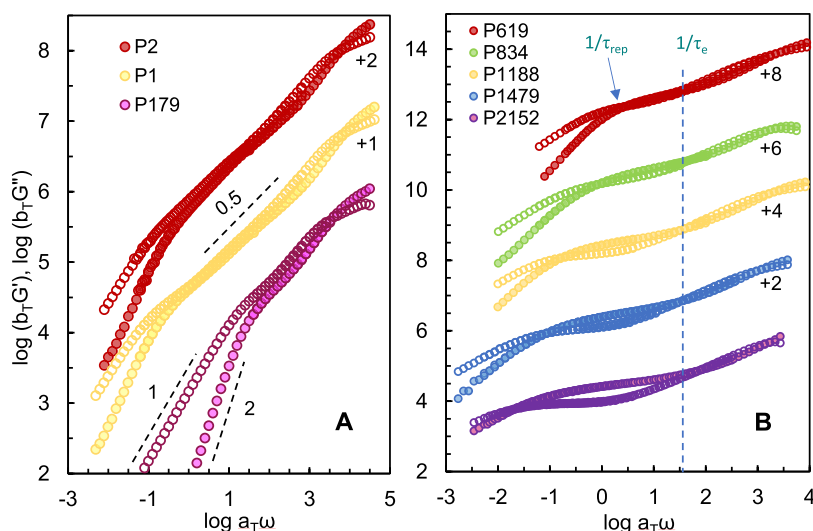 8
7
6
5
4
3
2
log (b_TG'), log (b_TG'')
P2
P1
P179
+2
+1
0.5
1
2
A
-3
-1
1
3
5
log a_Tω
14
12
10
8
6
4
2
P619
P834
P1188
P1479
P2152
1/τ_rep
1/τ_e
+8
+6
+4
+2
B
-3
-2
-1
0
1
2
3
4
log a_Tω